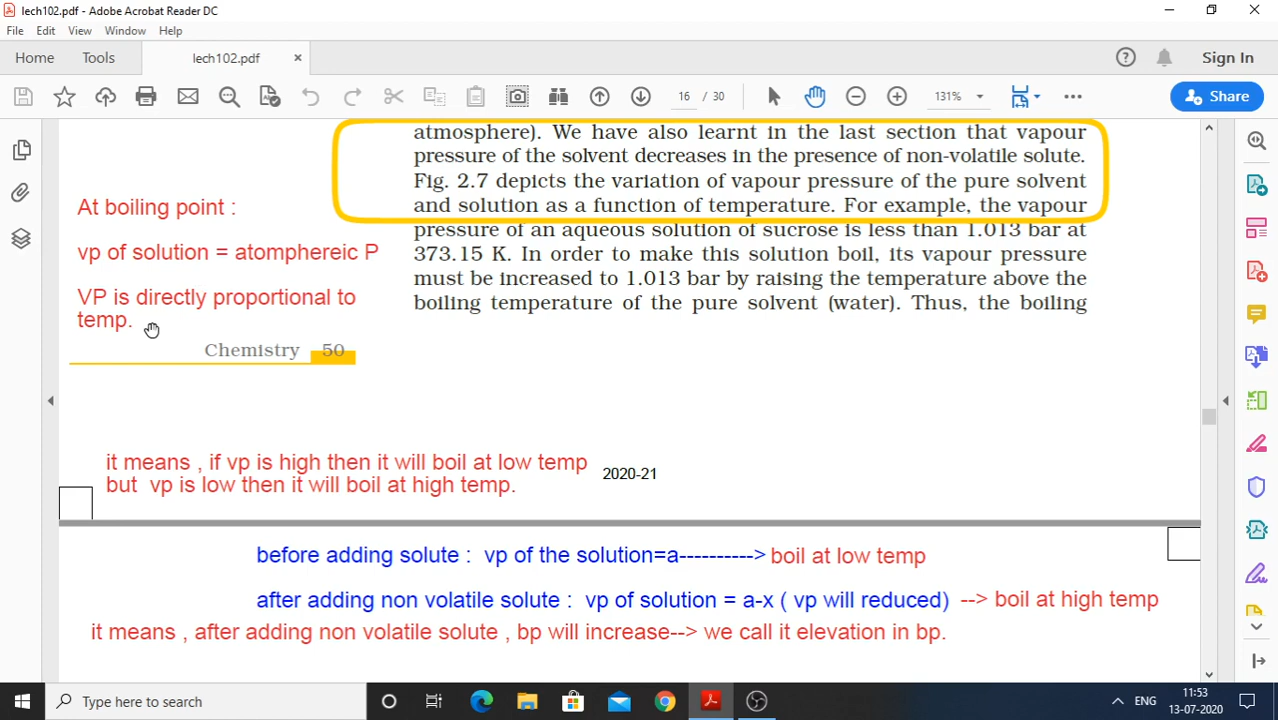 lech102.pdf - Adobe Acrobat Reader DC
File Edit View Window Help
Home Tools lech102.pdf × Sign In
16 / 30 131% Share
atmosphere). We have also learnt in the last section that vapour
pressure of the solvent decreases in the presence of non-volatile solute.
Fig. 2.7 depicts the variation of vapour pressure of the pure solvent
and solution as a function of temperature. For example, the vapour
pressure of an aqueous solution of sucrose is less than 1.013 bar at
373.15 K. In order to make this solution boil, its vapour pressure
must be increased to 1.013 bar by raising the temperature above the
boiling temperature of the pure solvent (water). Thus, the boiling
At boiling point :
vp of solution = atomphereic P
VP is directly proportional to
temp.
Chemistry 50
it means , if vp is high then it will boil at low temp
but vp is low then it will boil at high temp.
2020-21
before adding solute : vp of the solution=a----------> boil at low temp
after adding non volatile solute : vp of solution = a-x ( vp will reduced) --> boil at high temp
it means , after adding non volatile solute , bp will increase--> we call it elevation in bp.
Type here to search
ENG
11:53
13-07-2020